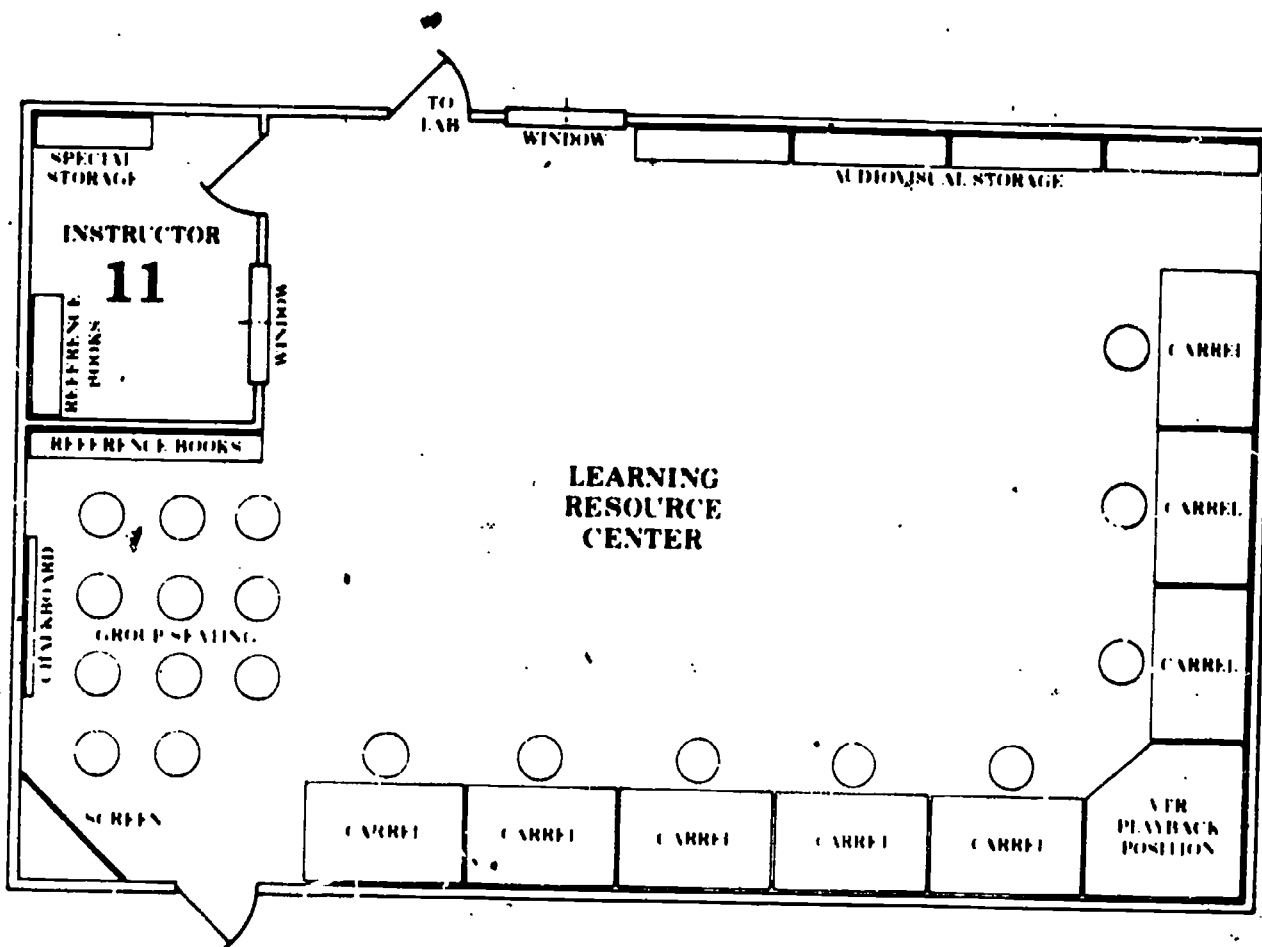 TO
LAB
WINDOW
SPECIAL
STORAGE
AUDIOVISUAL STORAGE
INSTRUCTOR
11
REFERENCE
BOOKS
WINDOW
CARREL
REFERENCE BOOKS
LEARNING
RESOURCE
CENTER
CARREL
CHALKBOARD
GROUP SEATING
CARREL
SCREEN
CARREL
CARREL
CARREL
CARREL
CARREL
VTR
PLAYBACK
POSITION